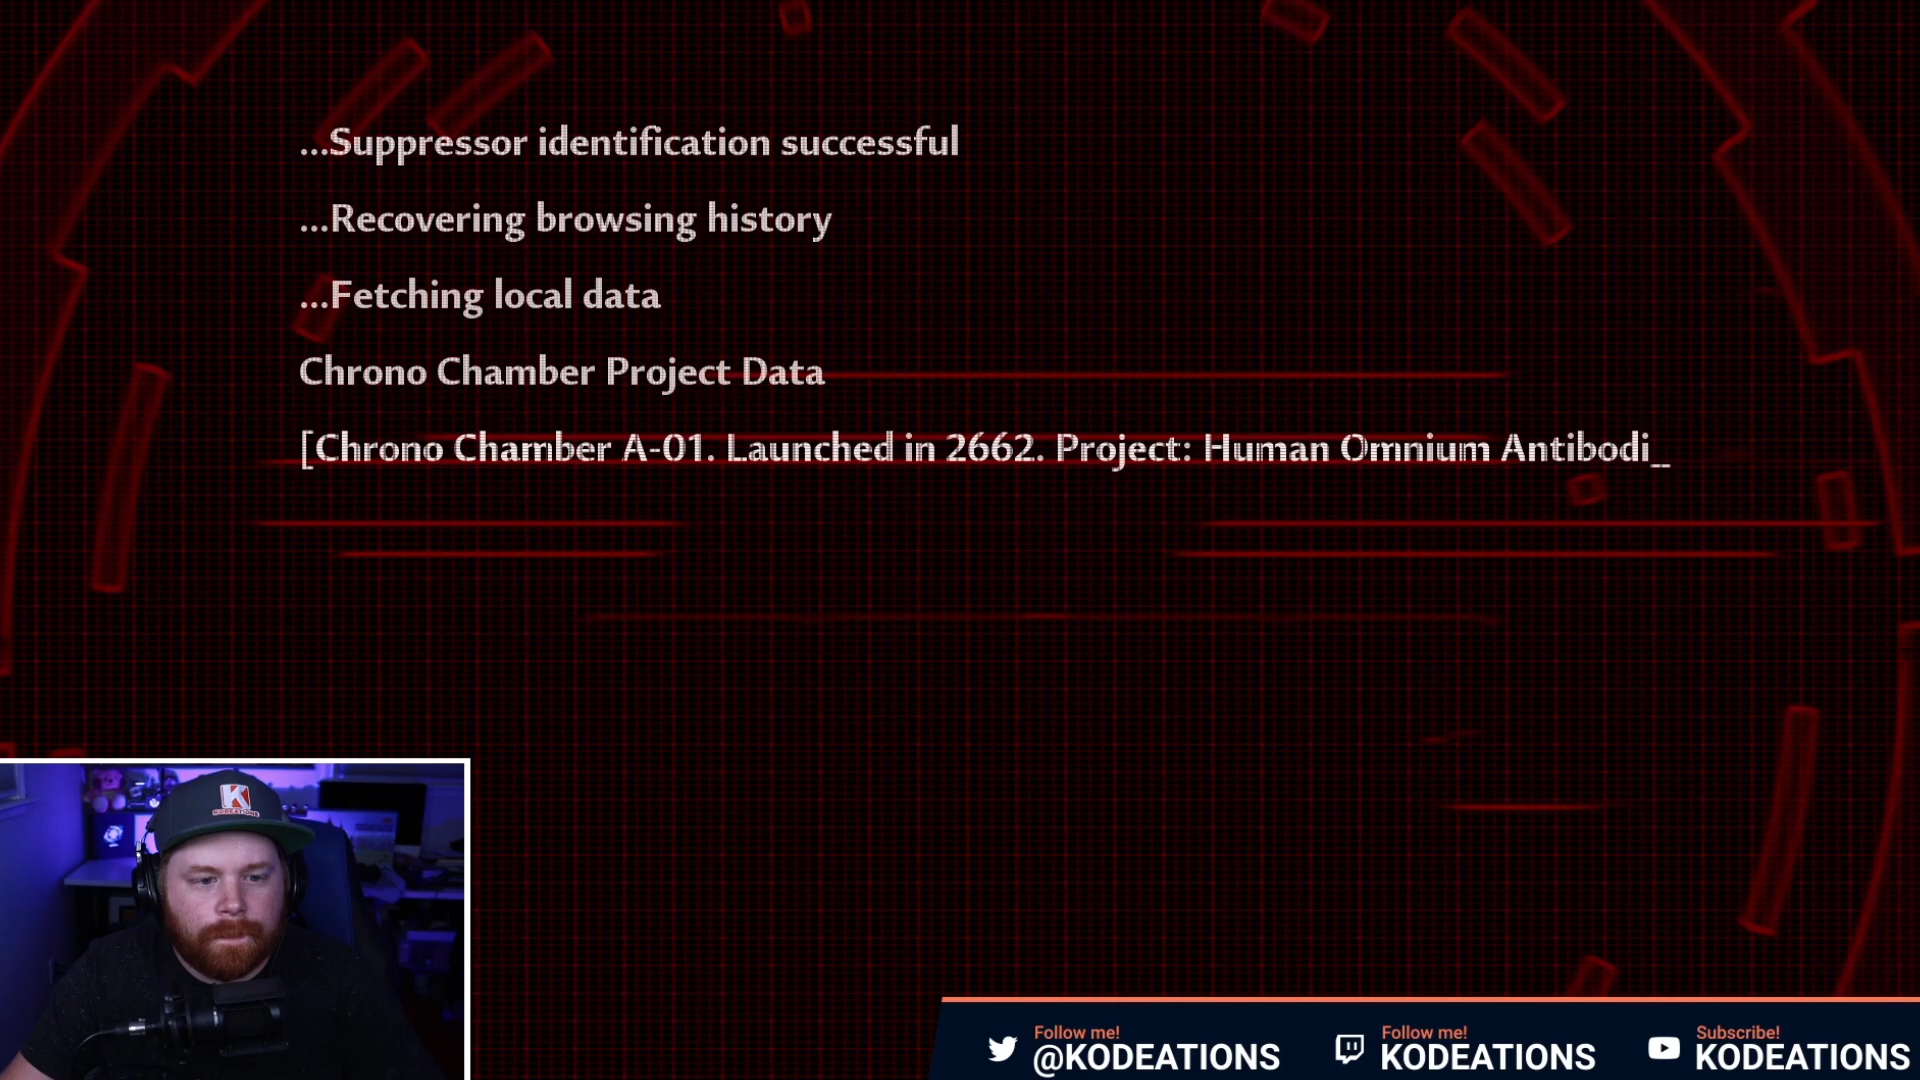 ...Suppressor identification successful
...Recovering browsing history
...Fetching local data
Chrono Chamber Project Data
[Chrono Chamber A-01. Launched in 2662. Project: Human Omnium Antibodi_
K
KODEATIONS
Follow me!
@KODEATIONS
Follow me!
KODEATIONS
Subscribe!
KODEATIONS